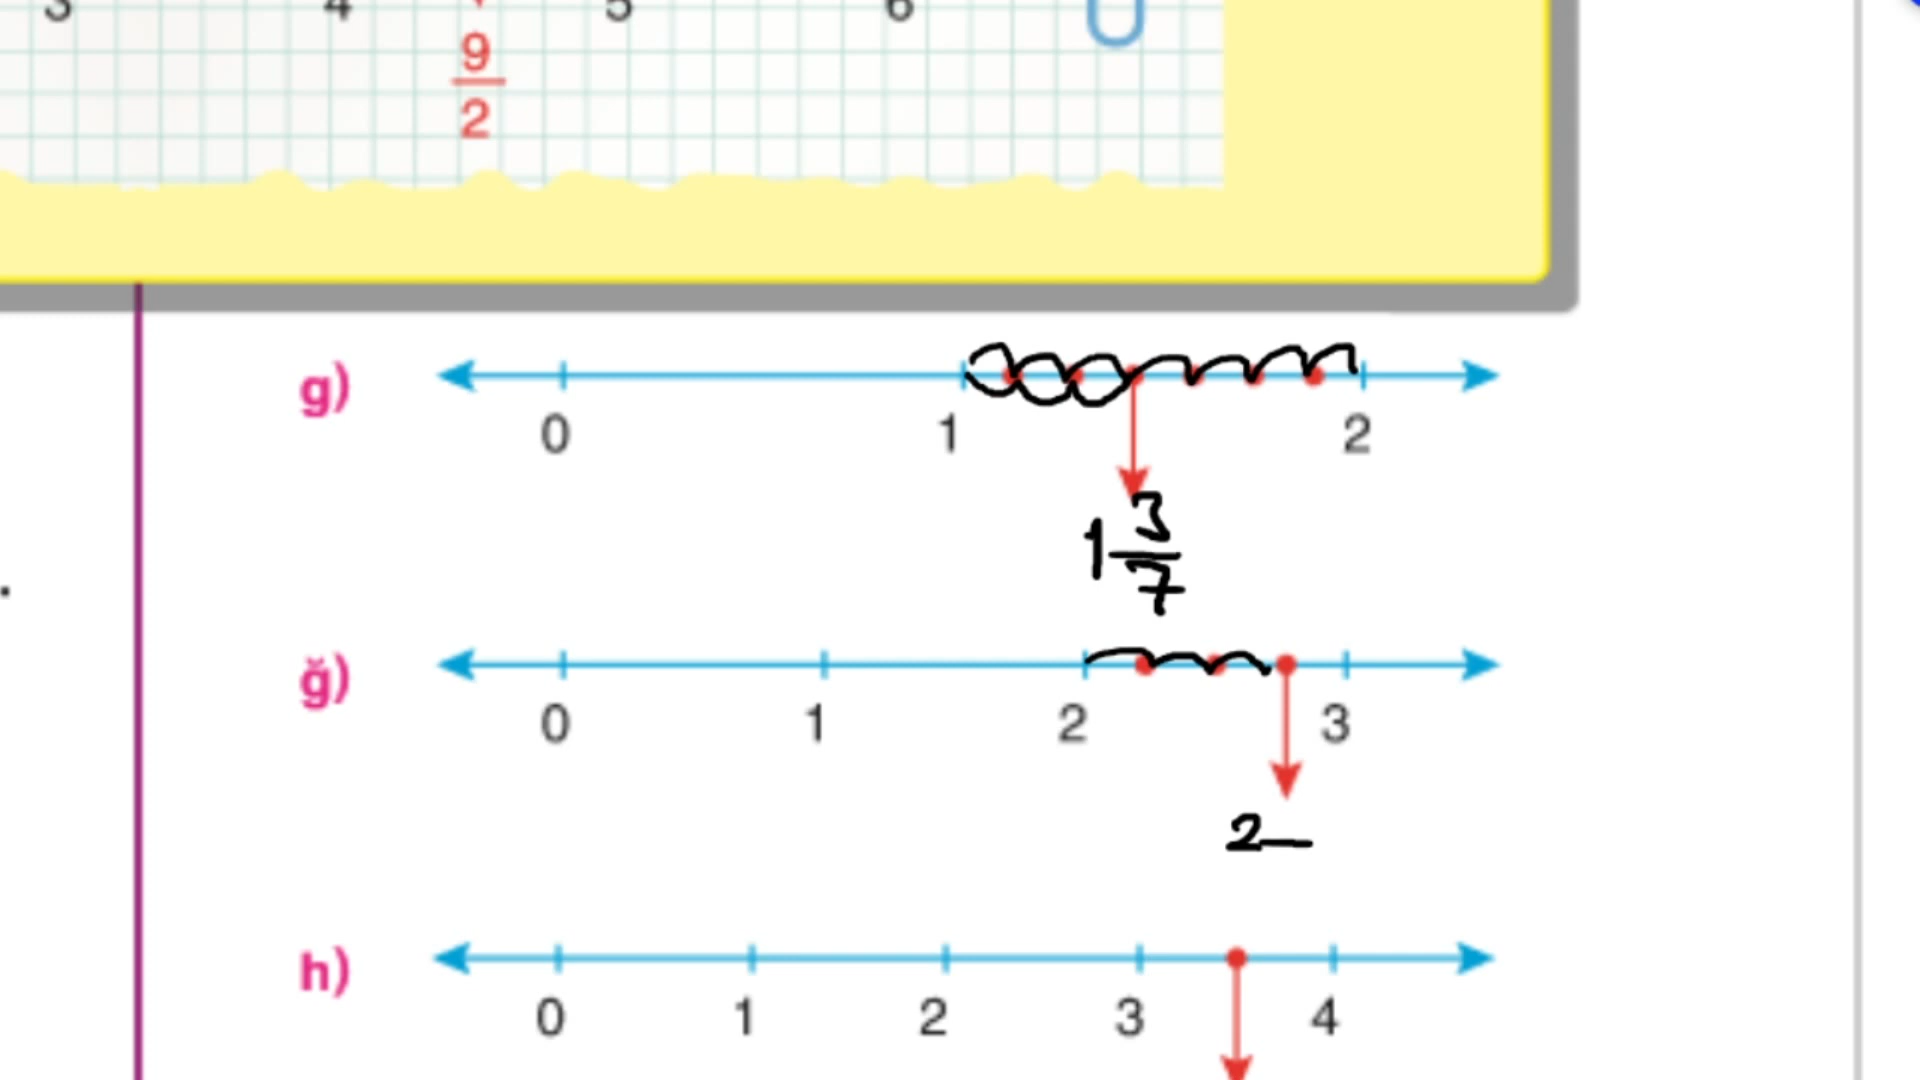 3 4 5 6
9
2
g)
0 1 2
1 3/7
ğ)
0 1 2 3
2—
h)
0 1 2 3 4